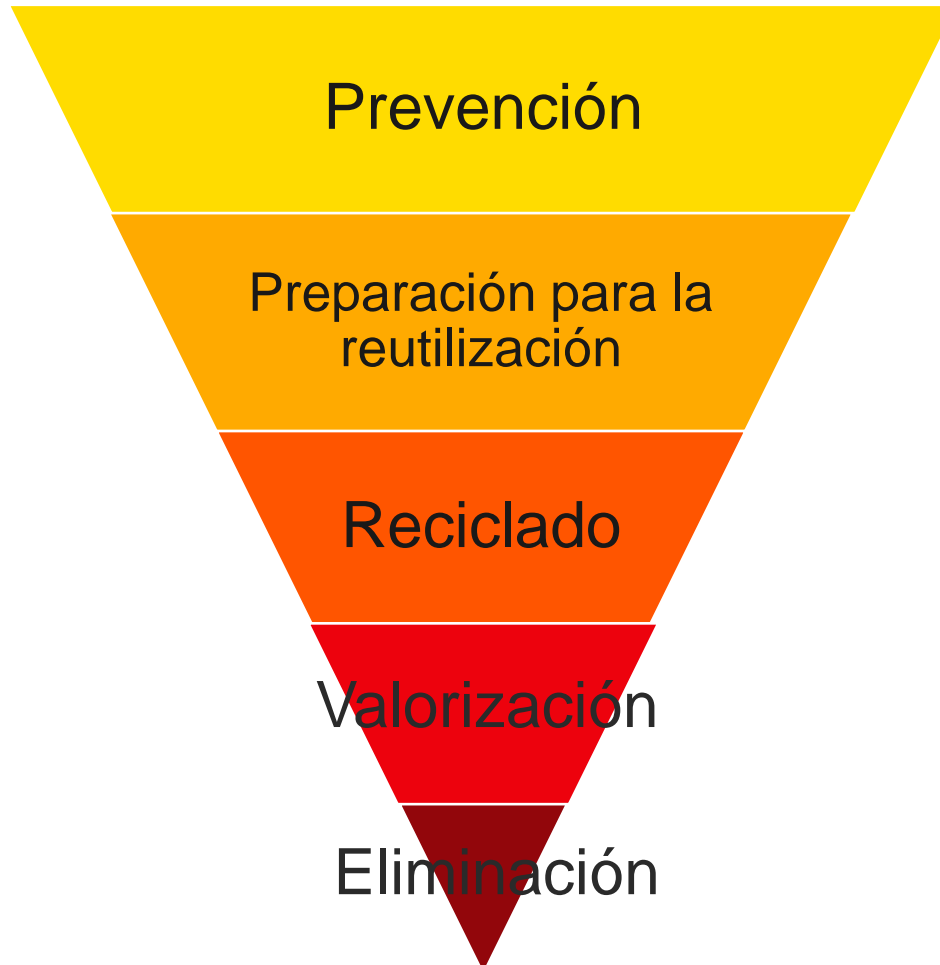 Prevención
Preparación para la
reutilización
Reciclado
Valorización
Eliminación